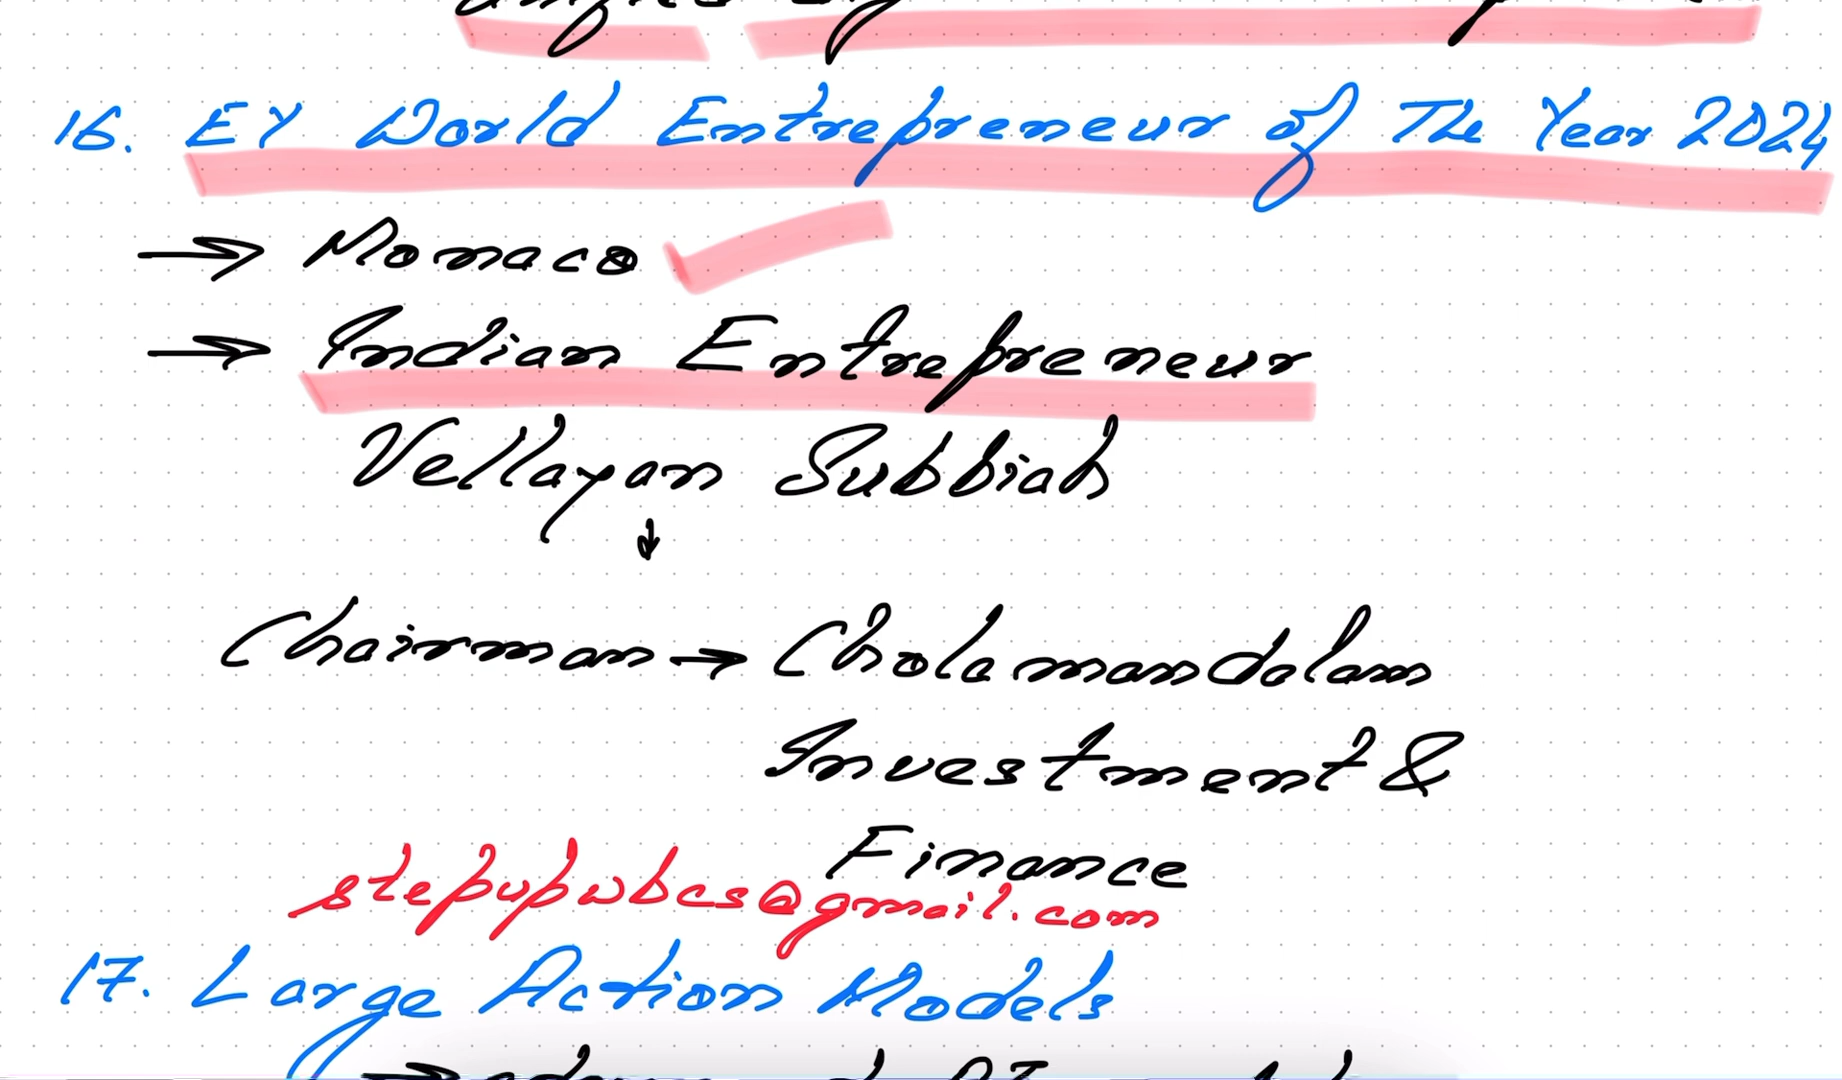 16. EY World Entrepreneur of The Year 2024
→ Monaco
→ Indian Entrepreneur
Vellayan Subbiah
↓
Chairman → Cholamandalam
Investment &
Finance
stepupwbcs@gmail.com
17. Large Action Models